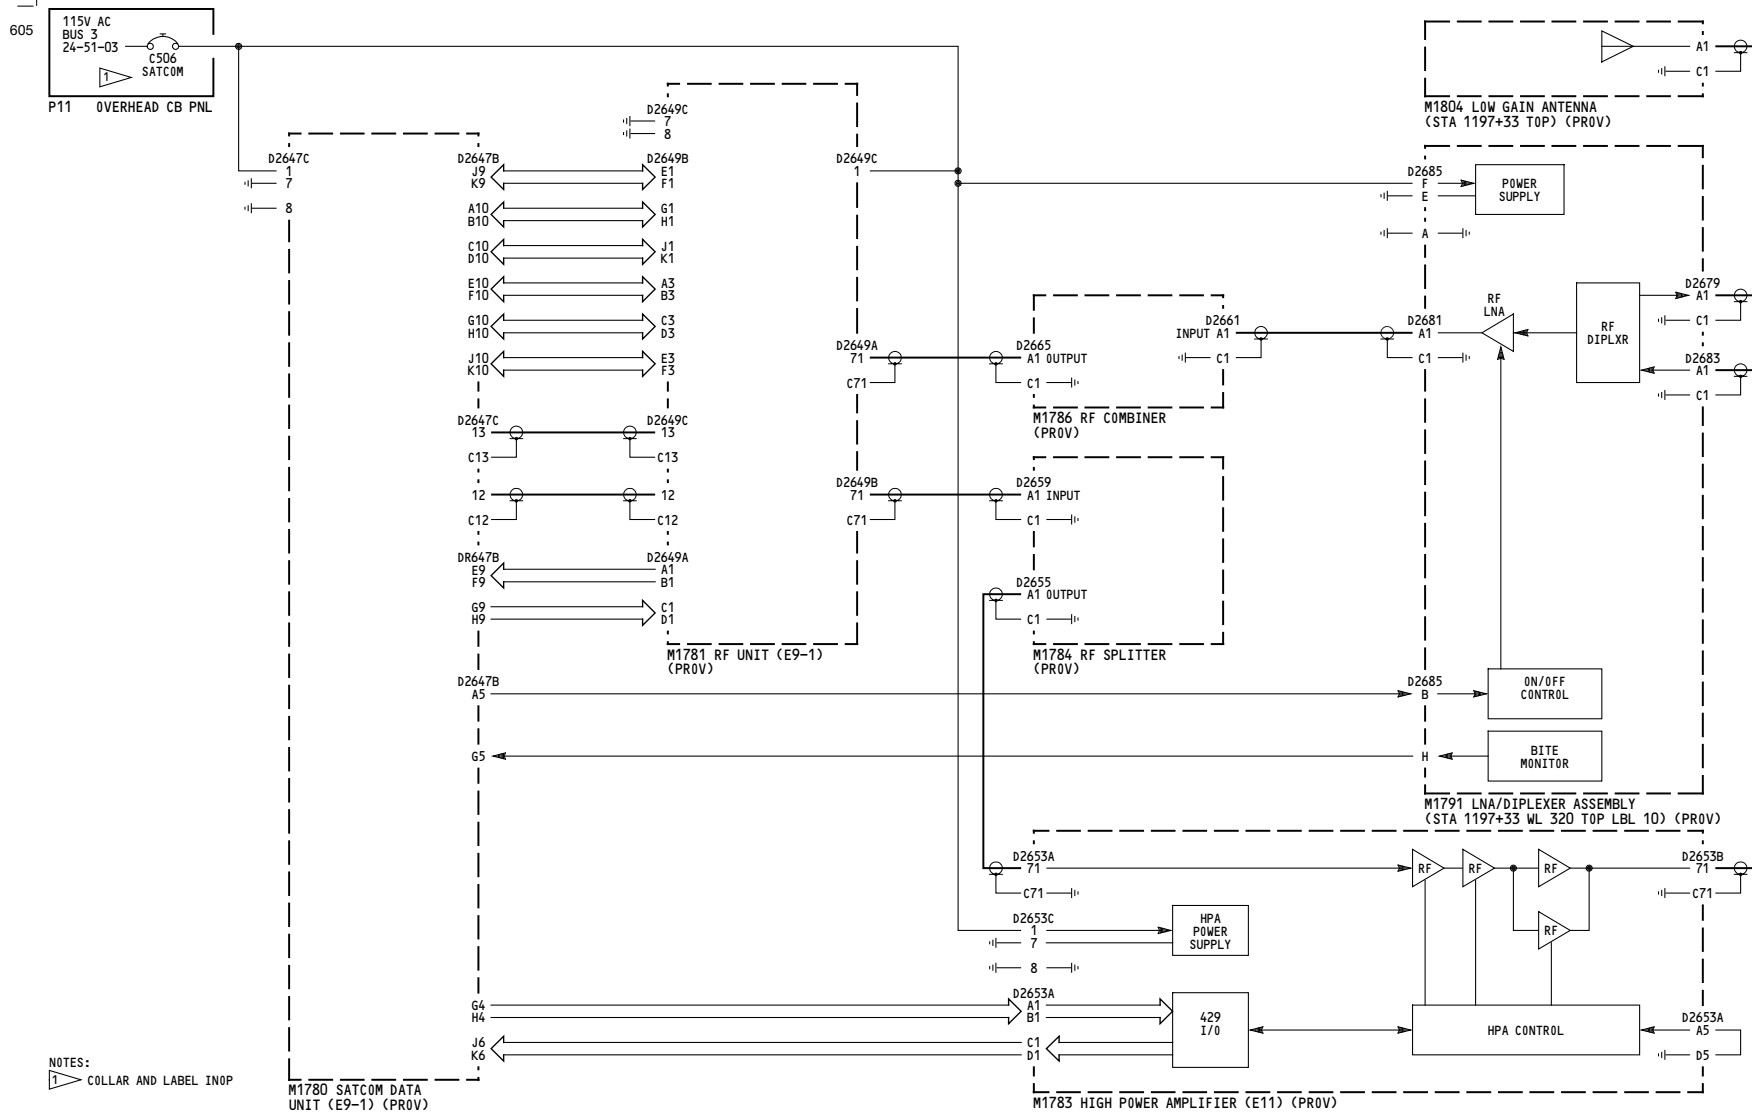 605
115V AC
BUS 3
24-51-03
C506
SATCOM
1
P11 OVERHEAD CB PNL
D2647C
1
7
8
D2647B
J9
K9
A10
B10
C10
D10
E10
F10
G10
H10
J10
K10
D2647C
13
C13
12
C12
DR647B
E9
F9
G9
H9
D2647B
A5
G5
G4
H4
J6
K6
M1780 SATCOM DATA
UNIT (E9-1) (PROV)
D2649C
7
8
D2649B
E1
F1
G1
H1
J1
K1
A3
B3
C3
D3
E3
F3
D2649C
13
C13
12
C12
D2649A
A1
B1
C1
D1
D2649C
1
D2649A
71
C71
D2649B
71
C71
M1781 RF UNIT (E9-1)
(PROV)
D2665
A1 OUTPUT
C1
D2661
INPUT A1
C1
M1786 RF COMBINER
(PROV)
D2659
A1 INPUT
C1
D2655
A1 OUTPUT
C1
M1784 RF SPLITTER
(PROV)
A1
C1
M1804 LOW GAIN ANTENNA
(STA 1197+33 TOP) (PROV)
D2685
F
E
A
POWER
SUPPLY
D2681
A1
C1
RF
LNA
RF
DIPLXR
D2679
A1
C1
D2683
A1
C1
D2685
B
ON/OFF
CONTROL
H
BITE
MONITOR
M1791 LNA/DIPLEXER ASSEMBLY
(STA 1197+33 WL 320 TOP LBL 10) (PROV)
D2653A
71
C71
D2653C
1
7
8
HPA
POWER
SUPPLY
D2653A
A1
B1
C1
D1
429
I/O
RF
RF
RF
RF
HPA CONTROL
D2653B
71
C71
D2653A
A5
D5
M1783 HIGH POWER AMPLIFIER (E11) (PROV)
NOTES:
1 COLLAR AND LABEL INOP